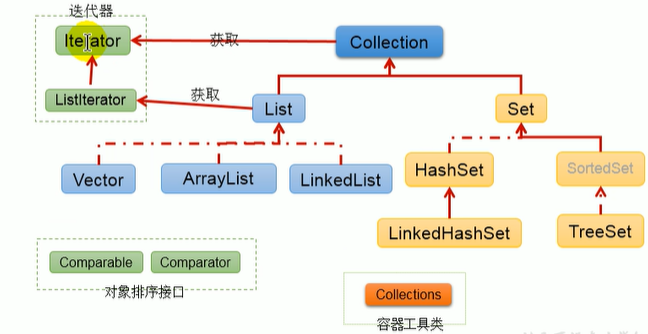 迭代器
Iterator
获取
Collection
ListIterator
获取
List
Set
Vector
ArrayList
LinkedList
HashSet
SortedSet
LinkedHashSet
TreeSet
Comparable
Comparator
对象排序接口
Collections
容器工具类